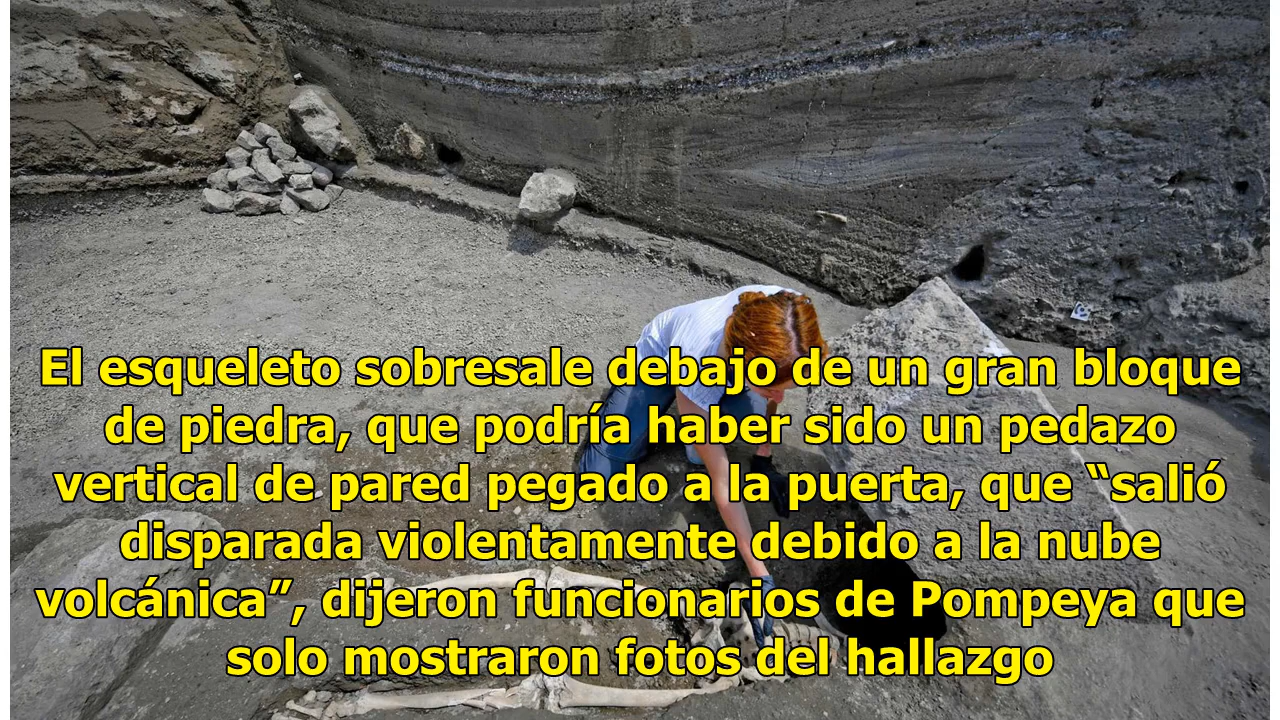 El esqueleto sobresale debajo de un gran bloque
de piedra, que podría haber sido un pedazo
vertical de pared pegado a la puerta, que “salió
disparada violentamente debido a la nube
volcánica”, dijeron funcionarios de Pompeya que
solo mostraron fotos del hallazgo